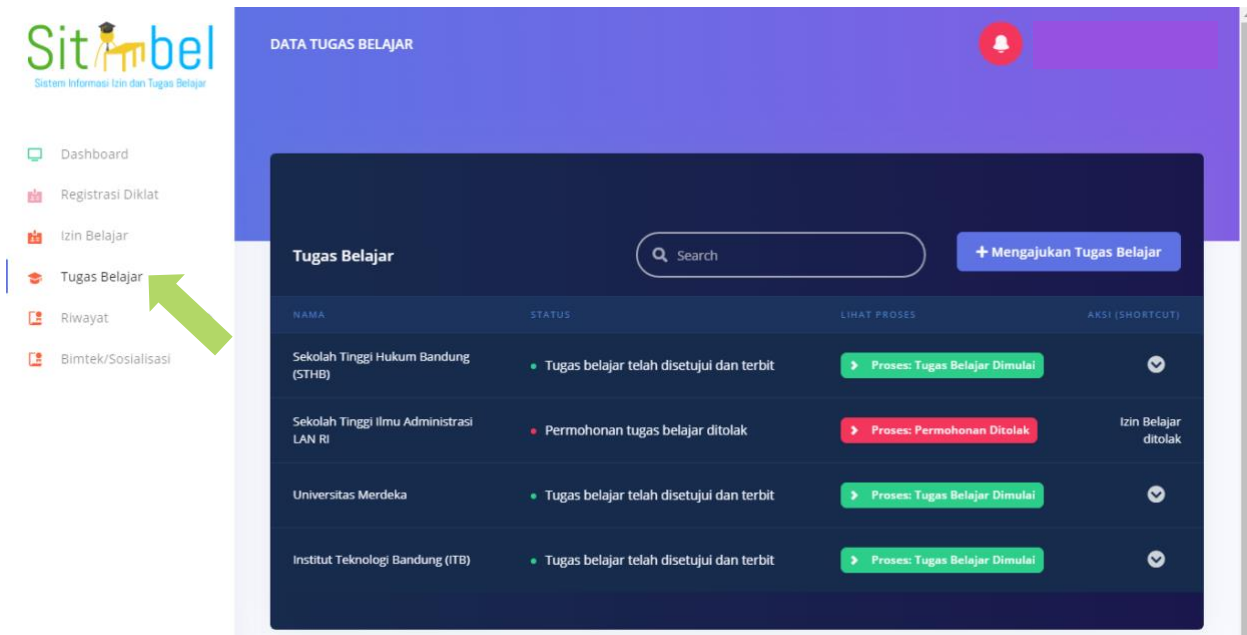 Sitimbel
Sistem Informasi Izin dan Tugas Belajar
Dashboard
Registrasi Diklat
Izin Belajar
Tugas Belajar
Riwayat
Bimtek/Sosialisasi
DATA TUGAS BELAJAR
Tugas Belajar
Search
+ Mengajukan Tugas Belajar
NAMA STATUS LIHAT PROSES AKSI (SHORTCUT)
Sekolah Tinggi Hukum Bandung
(STHB)
Tugas belajar telah disetujui dan terbit
Proses: Tugas Belajar Dimulai
Sekolah Tinggi Ilmu Administrasi
LAN RI
Permohonan tugas belajar ditolak
Proses: Permohonan Ditolak
Izin Belajar
ditolak
Universitas Merdeka
Tugas belajar telah disetujui dan terbit
Proses: Tugas Belajar Dimulai
Institut Teknologi Bandung (ITB)
Tugas belajar telah disetujui dan terbit
Proses: Tugas Belajar Dimulai